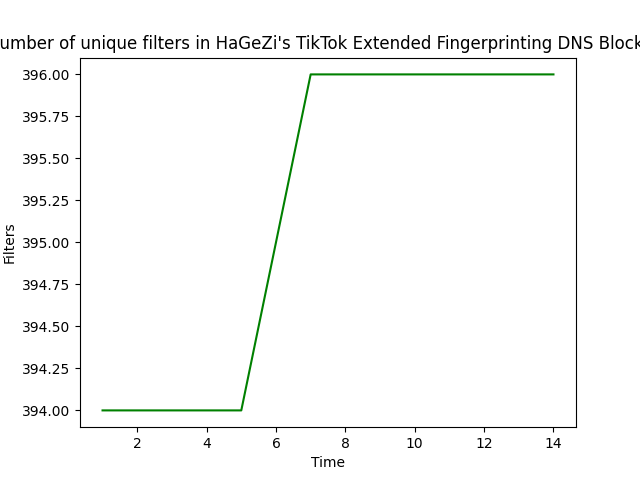 umber of unique filters in HaGeZi's TikTok Extended Fingerprinting DNS Block
396.00
395.75
395.50
395.25
395.00
394.75
394.50
394.25
394.00
Filters
2 4 6 8 10 12 14
Time